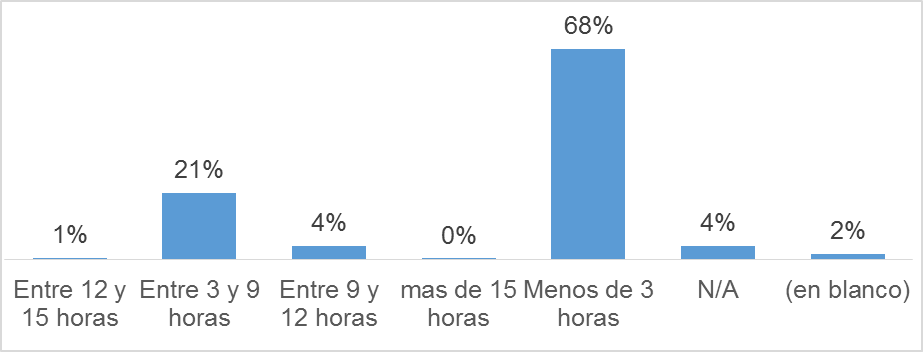 1%
21%
4%
0%
68%
4%
2%
Entre 12 y
15 horas
Entre 3 y 9
horas
Entre 9 y
12 horas
mas de 15
horas
Menos de 3
horas
N/A
(en blanco)